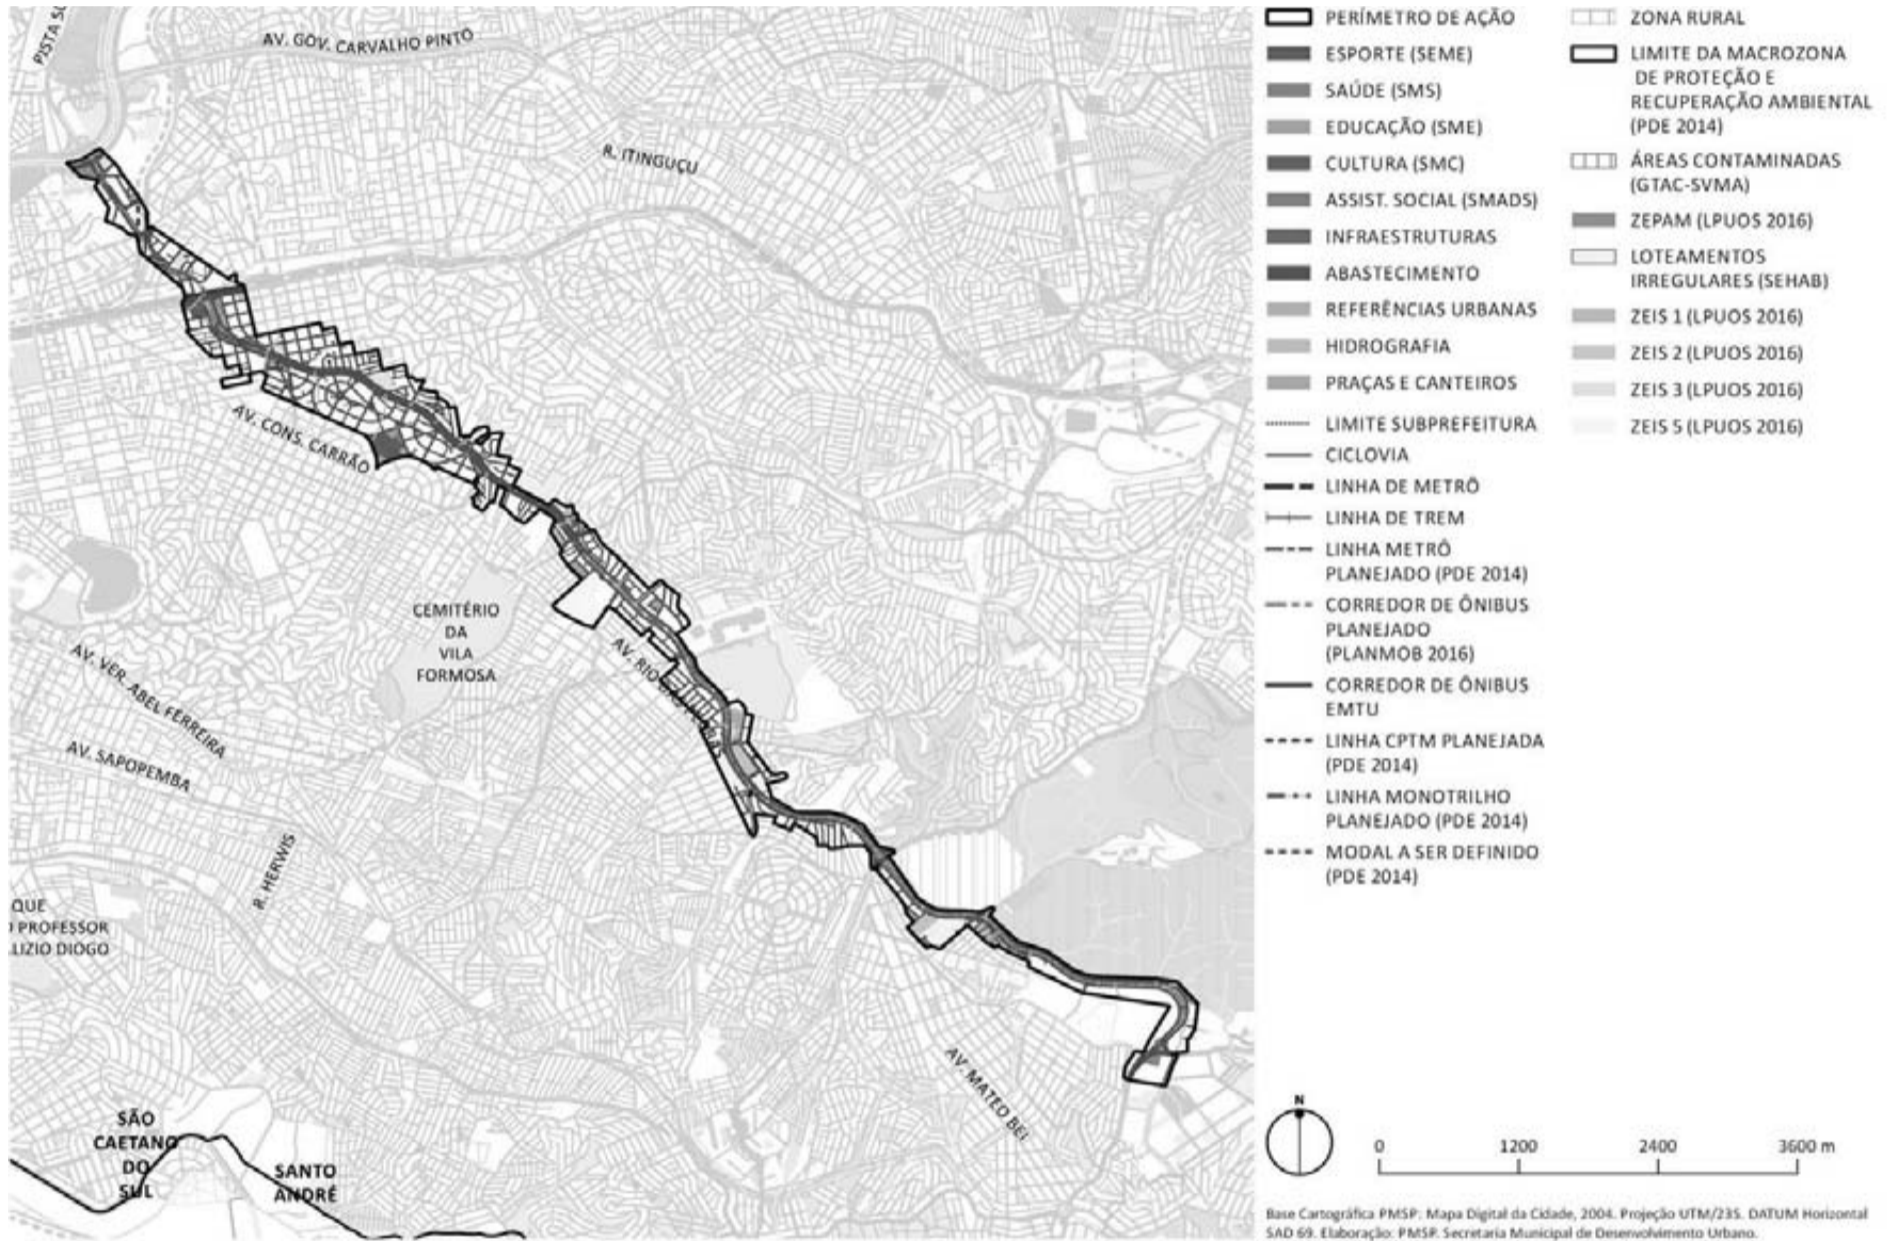 PISTA SU
AV. GOV. CARVALHO PINTO
R. ITINGUÇU
AV. CONS. CARRÃO
CEMITÉRIO
DA
VILA
FORMOSA
AV. RIO
AV. VER. ABEL FERREIRA
AV. SAPOPEMBA
R. HERWIS
QUE
PROFESSOR
LIZIO DIOGO
AV. MATEO BEI
SÃO
CAETANO
DO
SUL
SANTO
ANDRÉ
PERÍMETRO DE AÇÃO
ESPORTE (SEME)
SAÚDE (SMS)
EDUCAÇÃO (SME)
CULTURA (SMC)
ASSIST. SOCIAL (SMADS)
INFRAESTRUTURAS
ABASTECIMENTO
REFERÊNCIAS URBANAS
HIDROGRAFIA
PRAÇAS E CANTEIROS
LIMITE SUBPREFEITURA
CICLOVIA
LINHA DE METRÔ
LINHA DE TREM
LINHA METRÔ
PLANEJADO (PDE 2014)
CORREDOR DE ÔNIBUS
PLANEJADO
(PLANMOB 2016)
CORREDOR DE ÔNIBUS
EMTU
LINHA CPTM PLANEJADA
(PDE 2014)
LINHA MONOTRILHO
PLANEJADO (PDE 2014)
MODAL A SER DEFINIDO
(PDE 2014)
ZONA RURAL
LIMITE DA MACROZONA
DE PROTEÇÃO E
RECUPERAÇÃO AMBIENTAL
(PDE 2014)
ÁREAS CONTAMINADAS
(GTAC-SVMA)
ZEPAM (LPUOS 2016)
LOTEAMENTOS
IRREGULARES (SEHAB)
ZEIS 1 (LPUOS 2016)
ZEIS 2 (LPUOS 2016)
ZEIS 3 (LPUOS 2016)
ZEIS 5 (LPUOS 2016)
N
0 1200 2400 3600 m
Base Cartográfica PMSP: Mapa Digital da Cidade, 2004. Projeção UTM/23S. DATUM Horizontal
SAD 69. Elaboração: PMSP. Secretaria Municipal de Desenvolvimento Urbano.